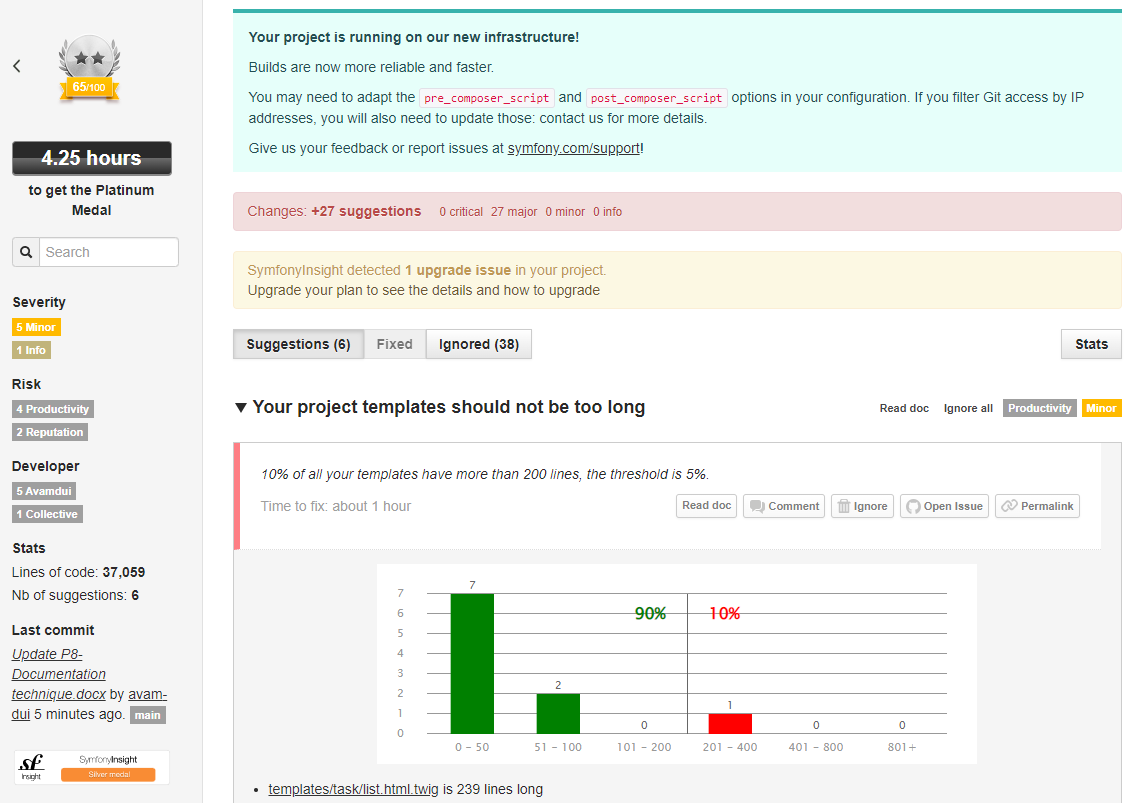 65/100
4.25 hours
to get the Platinum
Medal
Search
Severity
5 Minor
1 Info
Risk
4 Productivity
2 Reputation
Developer
5 Avamdui
1 Collective
Stats
Lines of code: 37,059
Nb of suggestions: 6
Last commit
Update P8-
Documentation
technique.docx by avam-
dui 5 minutes ago. main
sf
Insight
SymfonyInsight
Silver medal
Your project is running on our new infrastructure!
Builds are now more reliable and faster.
You may need to adapt the pre_composer_script and post_composer_script options in your configuration. If you filter Git access by IP
addresses, you will also need to update those: contact us for more details.
Give us your feedback or report issues at symfony.com/support!
Changes: +27 suggestions 0 critical 27 major 0 minor 0 info
SymfonyInsight detected 1 upgrade issue in your project.
Upgrade your plan to see the details and how to upgrade
Suggestions (6) Fixed Ignored (38) Stats
Your project templates should not be too long Read doc Ignore all Productivity Minor
10% of all your templates have more than 200 lines, the threshold is 5%.
Time to fix: about 1 hour Read doc Comment Ignore Open Issue Permalink
7
7
6 90% 10%
5
4
3
2 2
1 1
0 0 0 0
0 – 50 51 – 100 101 – 200 201 – 400 401 – 800 801+
• templates/task/list.html.twig is 239 lines long